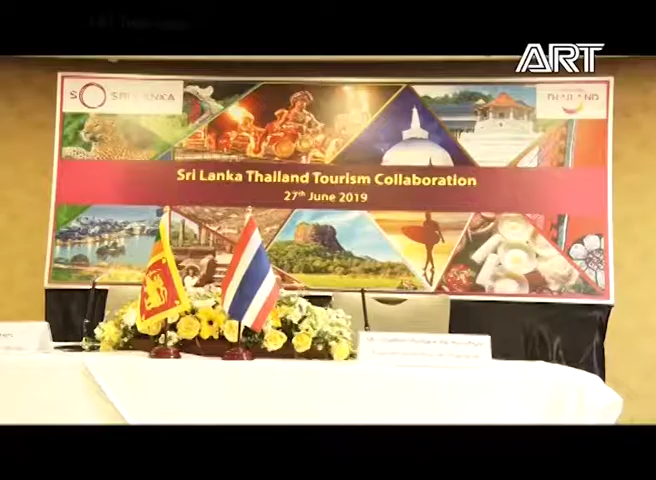 ART
SO SRI LANKA
THAILAND
Sri Lanka Thailand Tourism Collaboration
27th June 2019